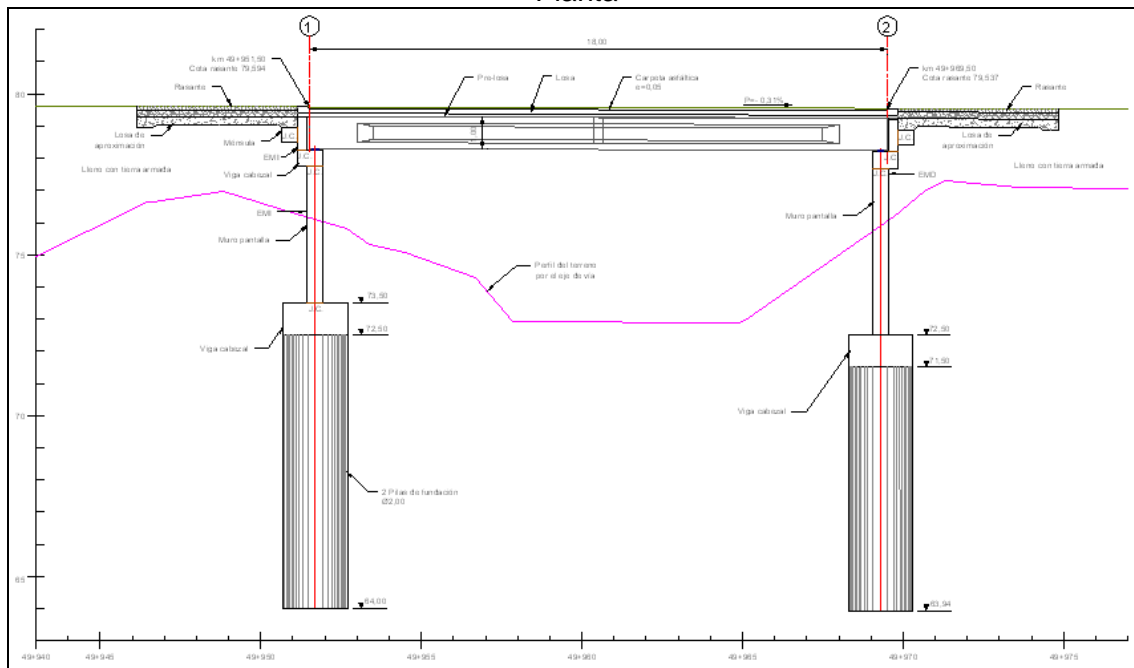 Planta
1
2
18,00
km 49+951,50
Cota rasante 79,594
km 49+969,50
Cota rasante 79,537
Rasante
Pre-losa
Losa
Carpeta asfáltica
e=0,05
P=-0,31%
Rasante
80
Losa de
aproximación
Ménsula
J.C.
J.C.
J.C.
Losa de
aproximación
J.C.
J.C.
J.C.
EMI
Viga cabezal
EMD
Lleno con tierra armada
Lleno con tierra armada
EMI
Muro pantalla
Muro pantalla
75
Perfil del terreno
por el eje de vía
73,50
J.C.
72,50
72,50
71,50
Viga cabezal
Viga cabezal
70
2 Pilas de fundación
Ø2,00
65
64,00
63,94
49+940
49+945
49+950
49+955
49+960
49+965
49+970
49+975